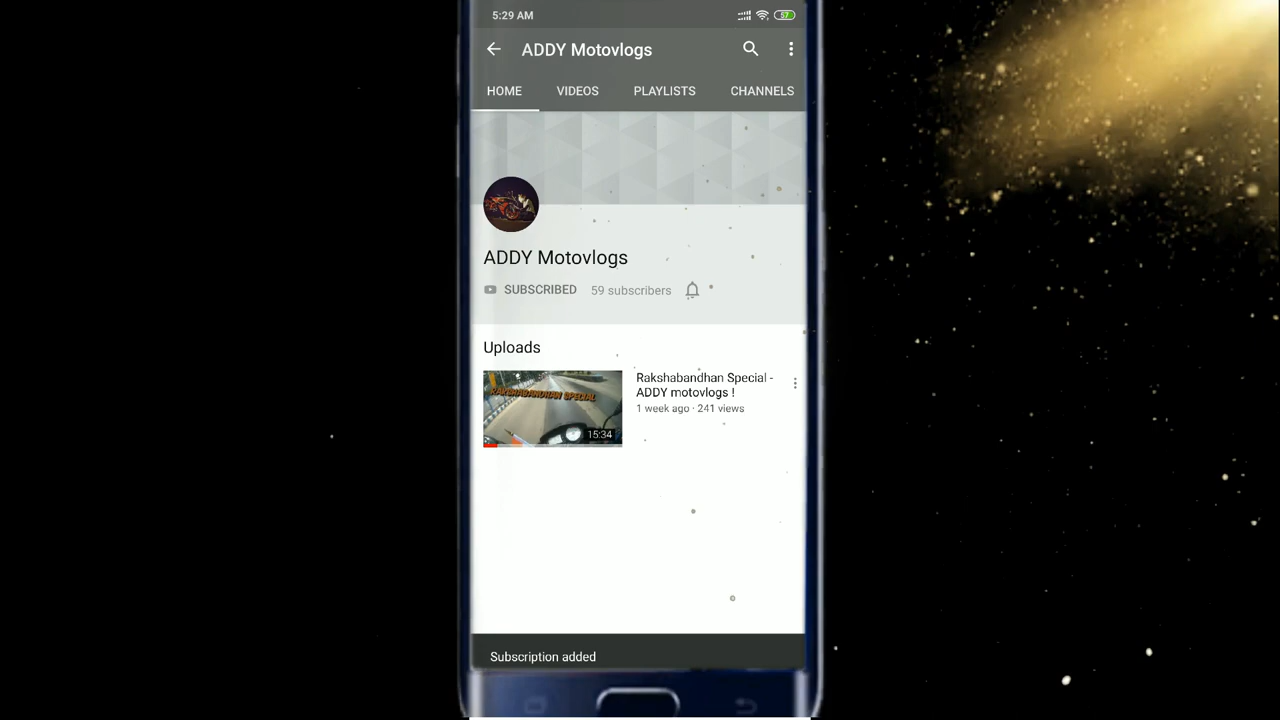 5:29 AM 57
ADDY Motovlogs
HOME VIDEOS PLAYLISTS CHANNELS
ADDY Motovlogs
SUBSCRIBED 59 subscribers
Uploads
RAKSHABANDHAN SPECIAL
15:34
Rakshabandhan Special -
ADDY motovlogs !
1 week ago · 241 views
Subscription added